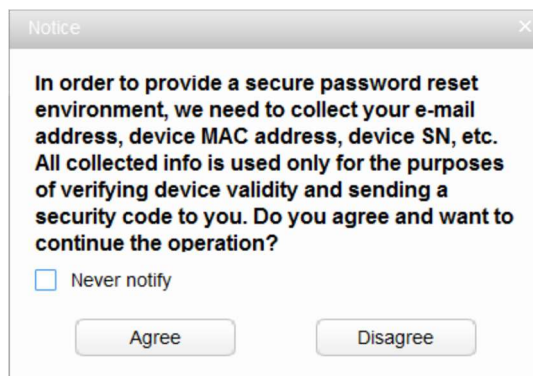 Notice
In order to provide a secure password reset
environment, we need to collect your e-mail
address, device MAC address, device SN, etc.
All collected info is used only for the purposes
of verifying device validity and sending a
security code to you. Do you agree and want to
continue the operation?
Never notify
Agree
Disagree